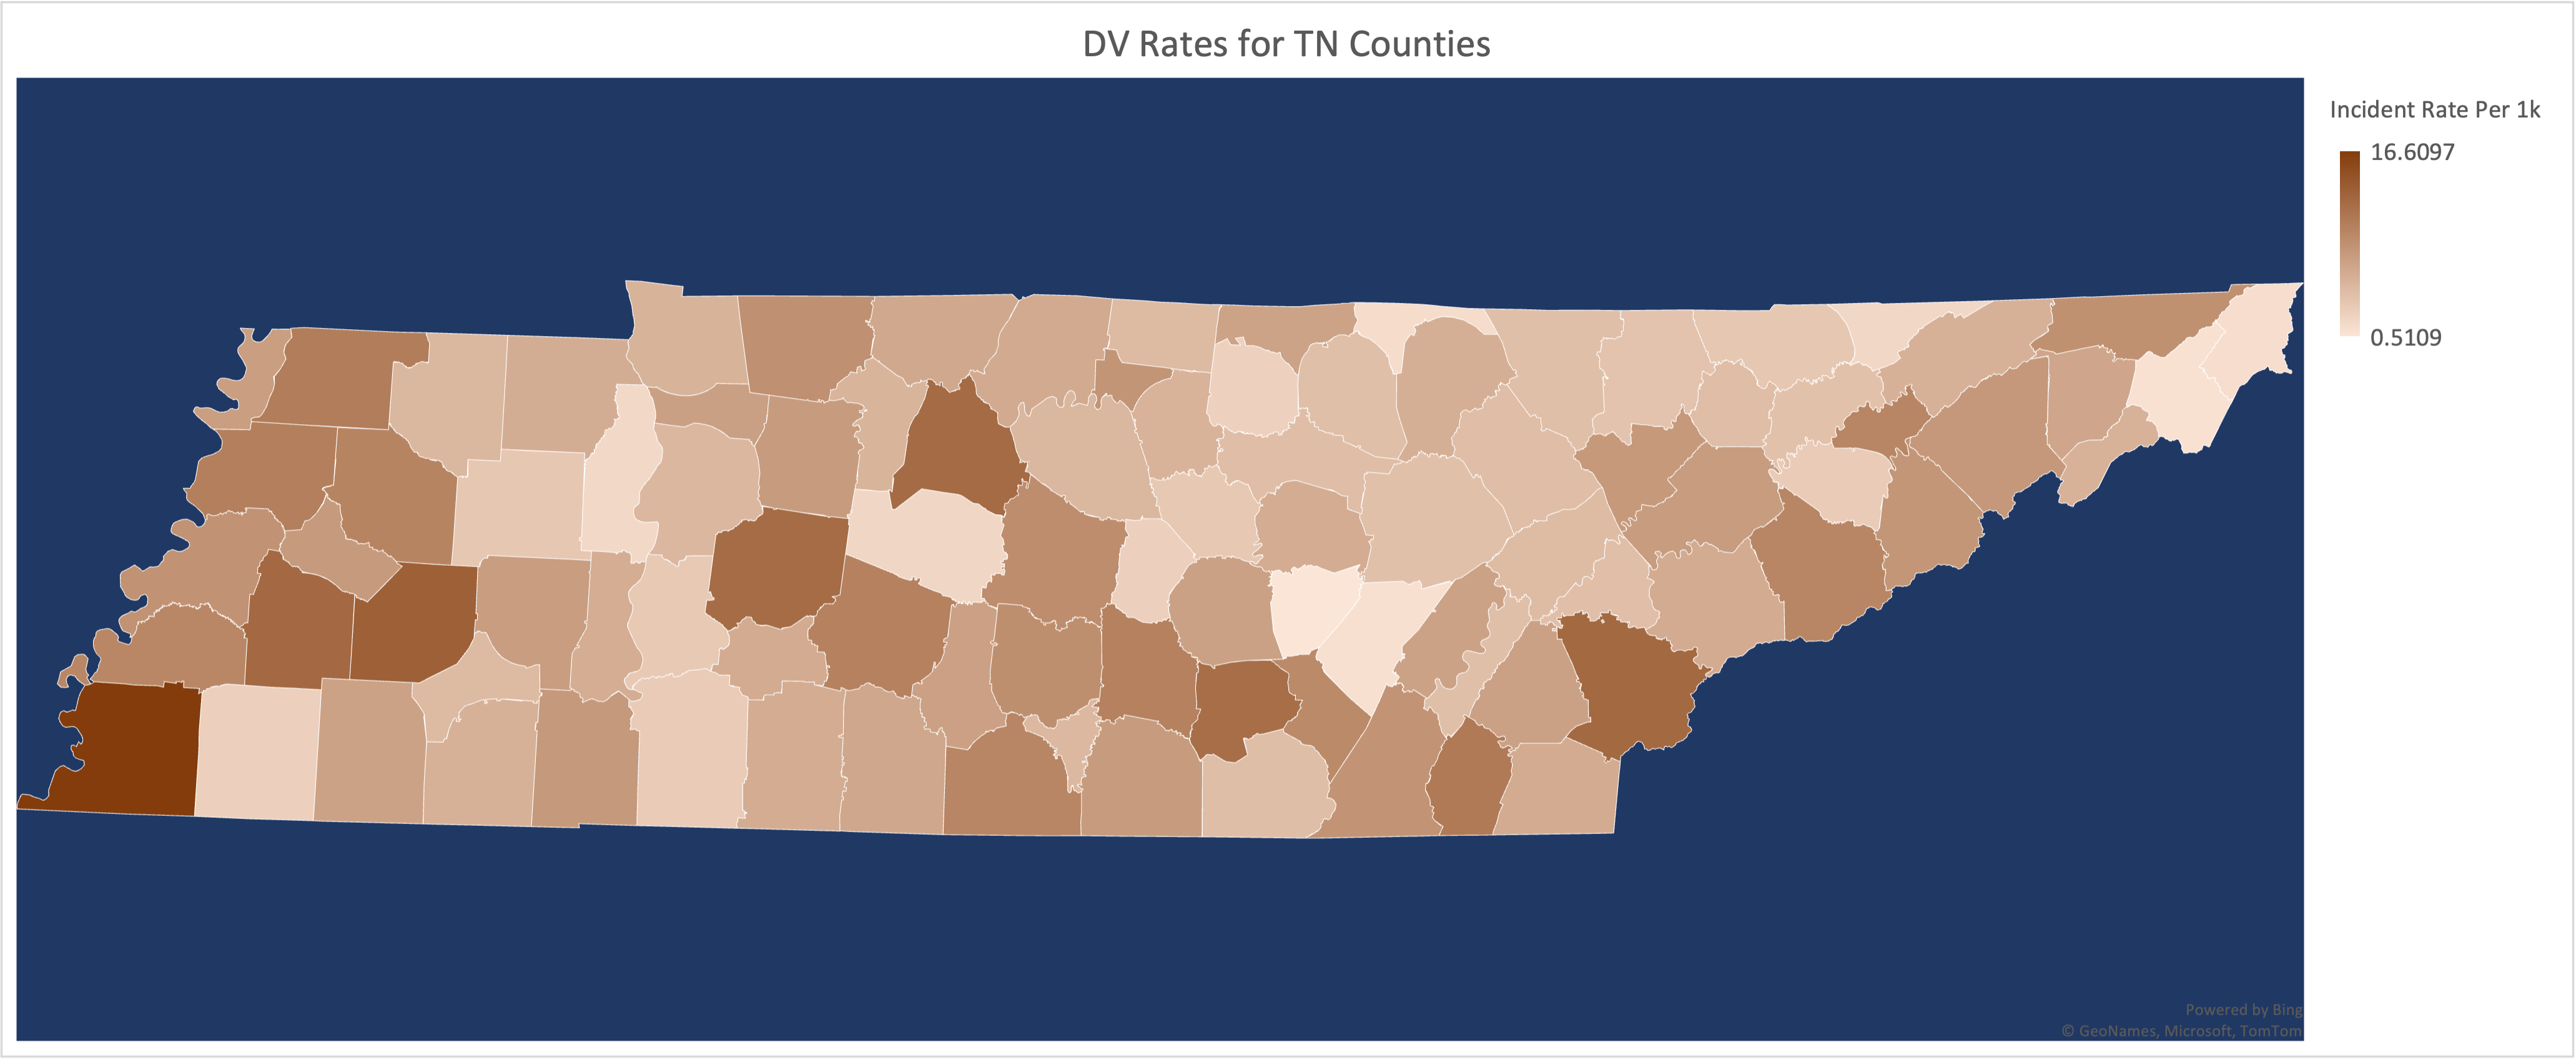 DV Rates for TN Counties
Incident Rate Per 1k
16.6097
0.5109
Powered by Bing
© GeoNames, Microsoft, TomTom